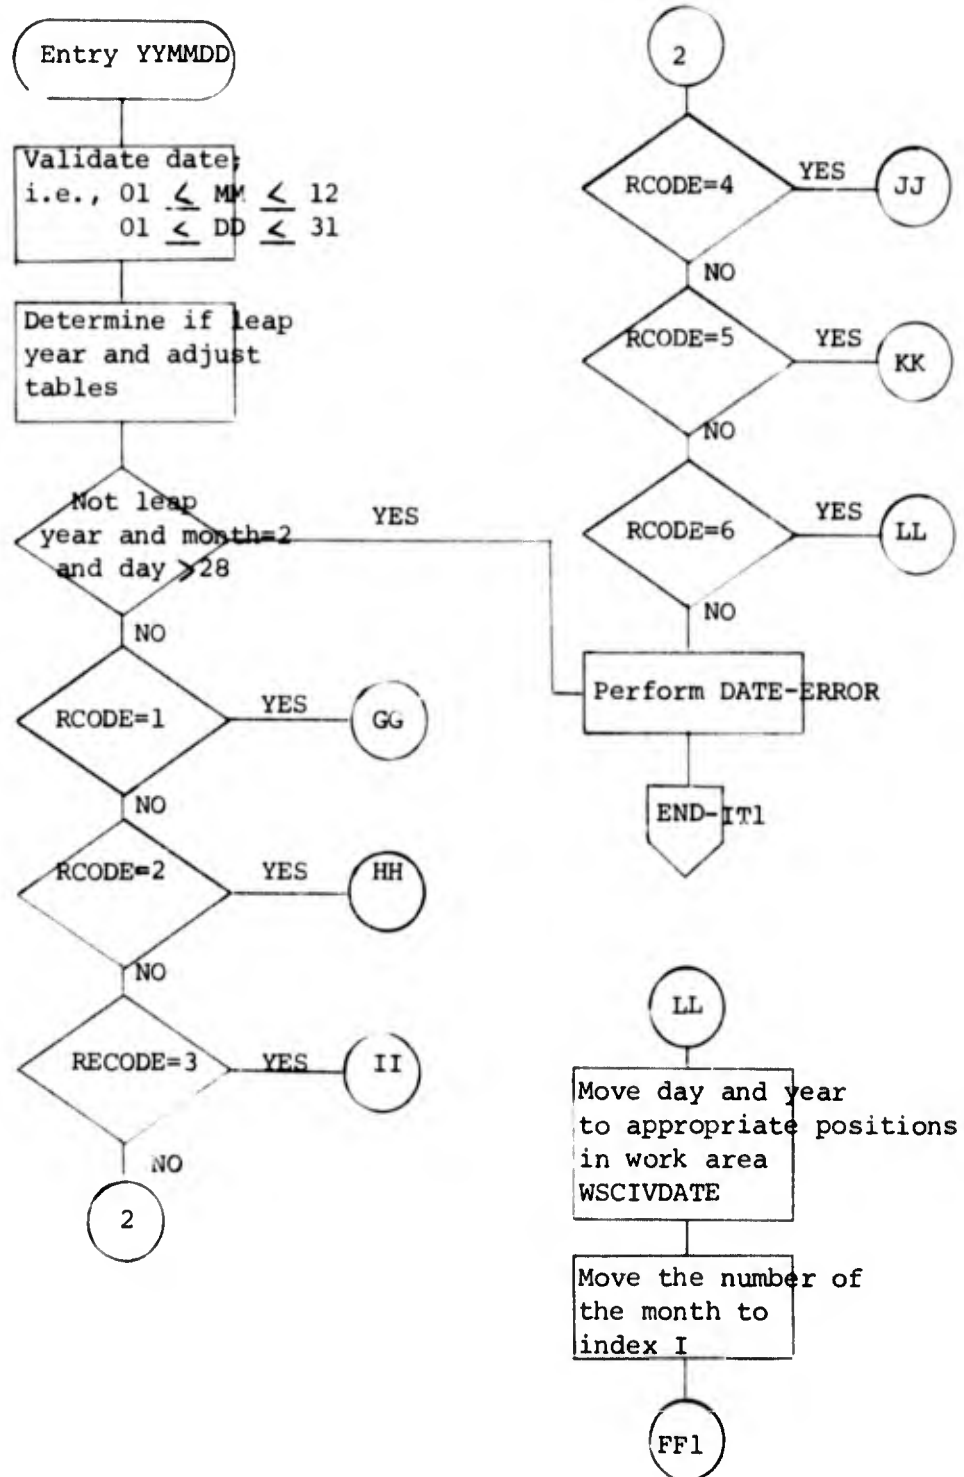 Entry YYMMDD
Validate date;
i.e., 01 ≤ MM ≤ 12
01 ≤ DD ≤ 31
Determine if leap
year and adjust
tables
Not leap
year and month=2
and day >28
YES
NO
RCODE=1
YES
GG
NO
RCODE=2
YES
HH
NO
RECODE=3
YES
II
NO
2
2
RCODE=4
YES
JJ
NO
RCODE=5
YES
KK
NO
RCODE=6
YES
LL
NO
Perform DATE-ERROR
END-IT1
LL
Move day and year
to appropriate positions
in work area
WSCIVDATE
Move the number of
the month to
index I
FF1